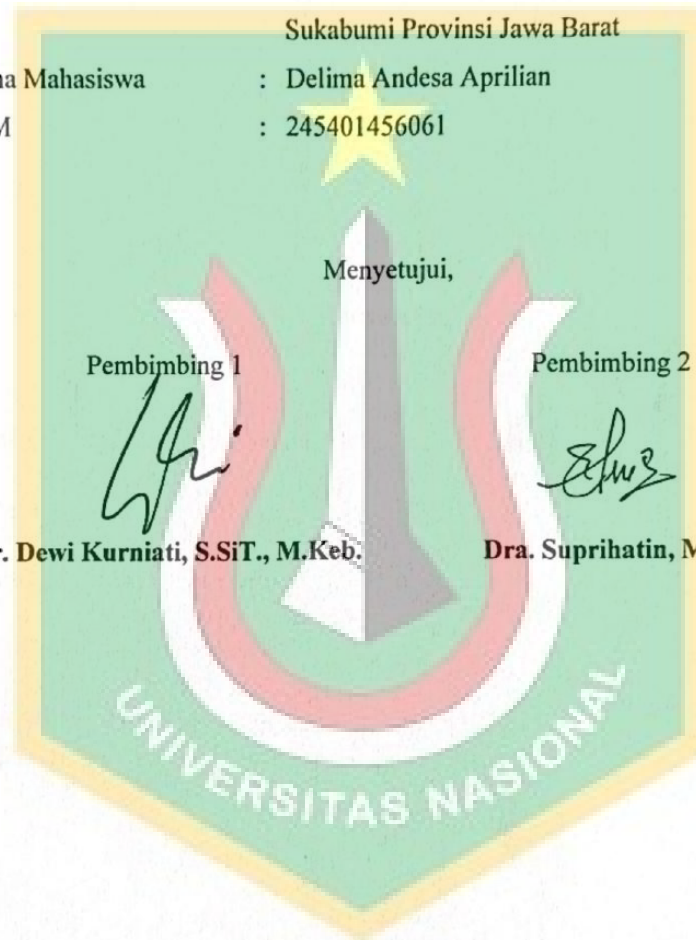 Sukabumi Provinsi Jawa Barat
na Mahasiswa : Delima Andesa Aprilian
M : 245401456061
Menyetujui,
Pembimbing 1 Pembimbing 2
r. Dewi Kurniati, S.SiT., M.Keb. Dra. Suprihatin, M
UNIVERSITAS NASIONAL